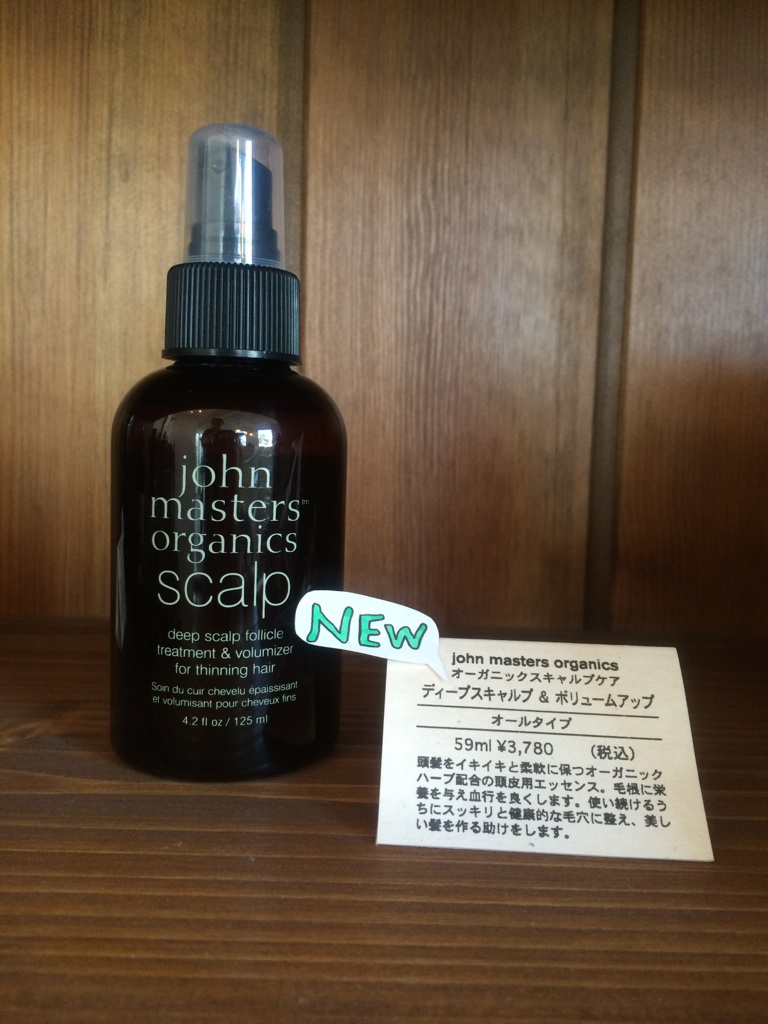 john
masters™
organics
scalp
deep scalp follicle
treatment & volumizer
for thinning hair
Soin du cuir chevelu épaississant
et volumisant pour cheveux fins
4.2 fl oz / 125 ml
NEW
john masters organics
オーガニックスキャルプケア
ディープスキャルプ & ボリュームアップ
オールタイプ
59ml ¥3,780 (税込)
頭髪をイキイキと柔軟に保つオーガニック
ハーブ配合の頭皮用エッセンス。毛根に栄
養を与え血行を良くします。使い続けるう
ちにスッキリと健康的な毛穴に整え、美し
い髪を作る助けをします。